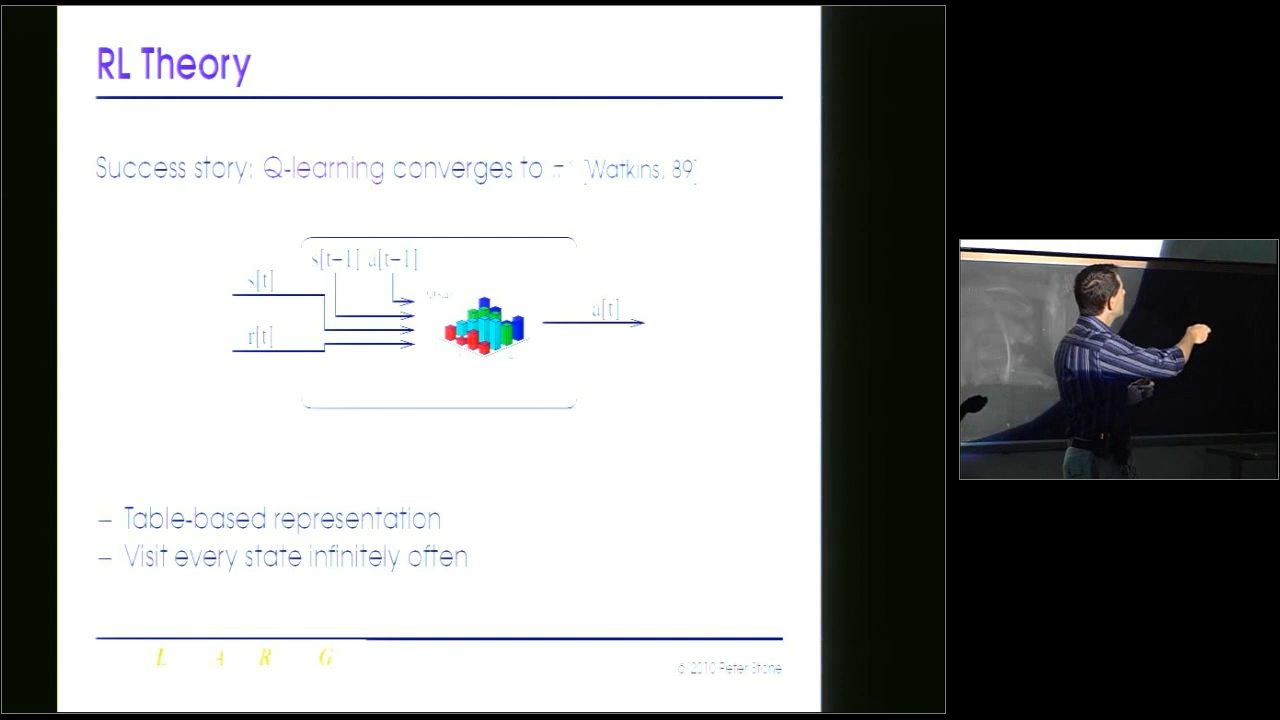 RL Theory
Success story: Q-learning converges to [Watkins, 89]
s[t-1] a[t-1]
s[t]
a[t]
r[t]
– Table-based representation
– Visit every state infinitely often
L A R G
© 2010 Peter Stone